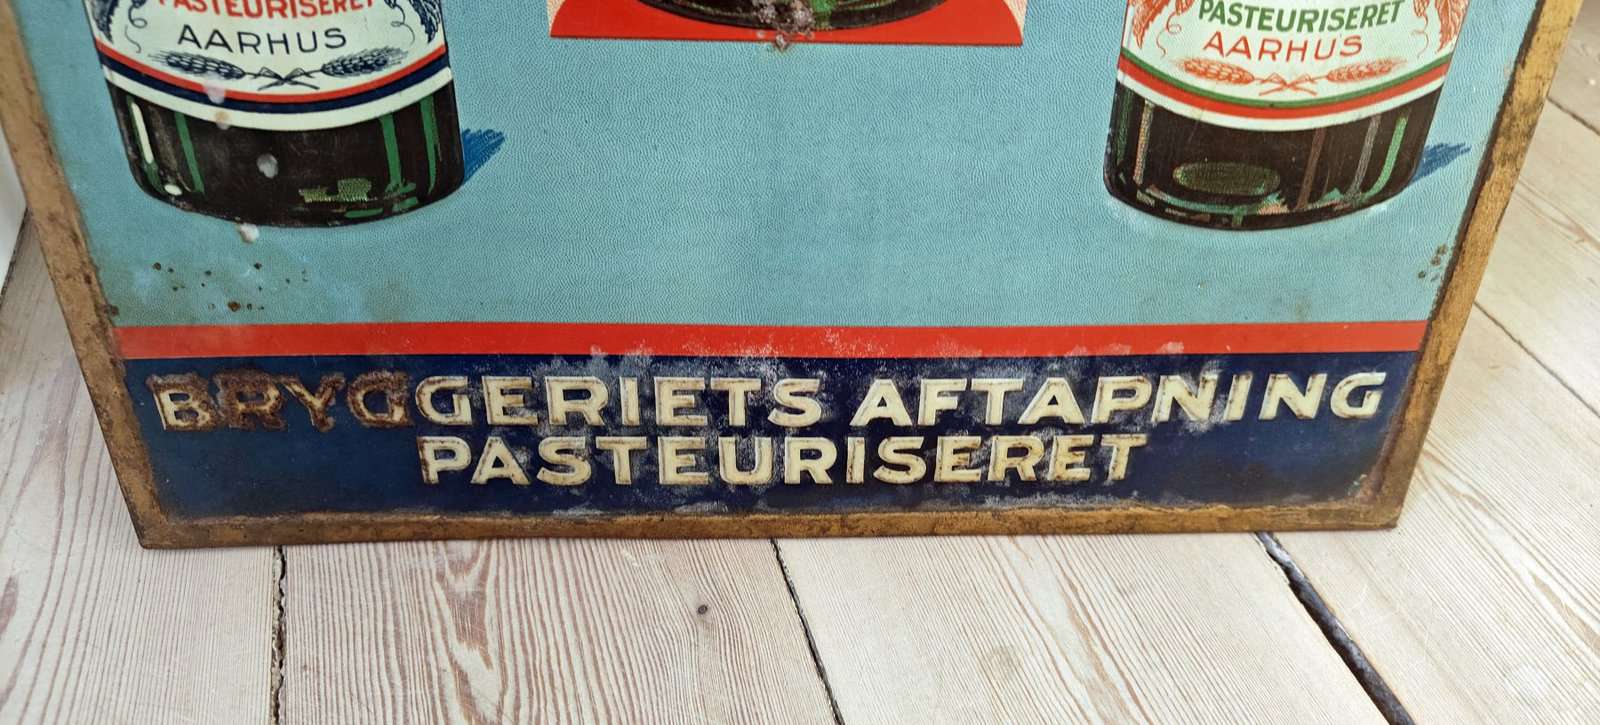 PASTEURISERET
AARHUS
PASTEURISERET
AARHUS
BRYGGERIETS AFTAPNING
PASTEURISERET